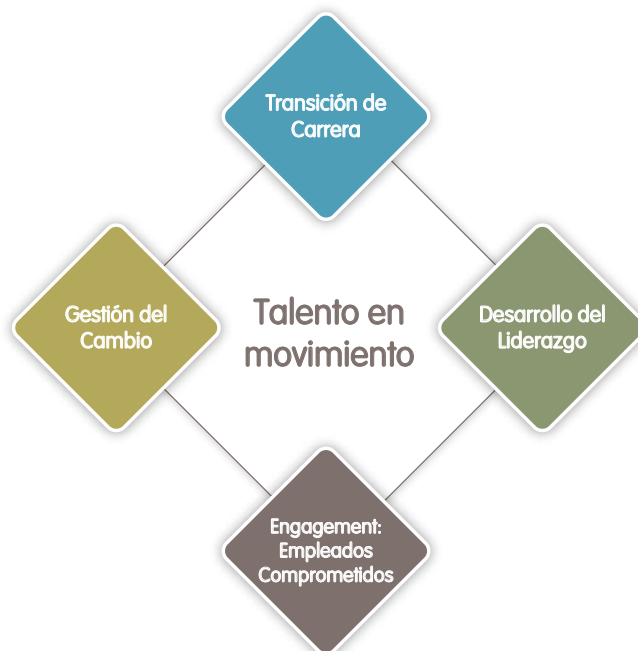 Transición de
Carrera
Gestión del
Cambio
Talento en
movimiento
Desarrollo del
Liderazgo
Engagement:
Empleados
Comprometidos